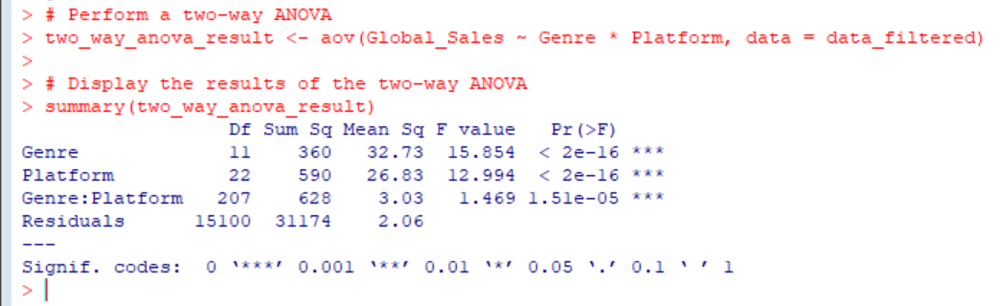 > # Perform a two-way ANOVA
> two_way_anova_result <- aov(Global_Sales ~ Genre * Platform, data = data_filtered)
>
> # Display the results of the two-way ANOVA
> summary(two_way_anova_result)
                  Df Sum Sq Mean Sq F value   Pr(>F)
Genre             11    360   32.73  15.854  < 2e-16 ***
Platform          22    590   26.83  12.994  < 2e-16 ***
Genre:Platform   207    628    3.03   1.469 1.51e-05 ***
Residuals      15100  31174    2.06
---
Signif. codes:  0 ‘***’ 0.001 ‘**’ 0.01 ‘*’ 0.05 ‘.’ 0.1 ‘ ’ 1
>